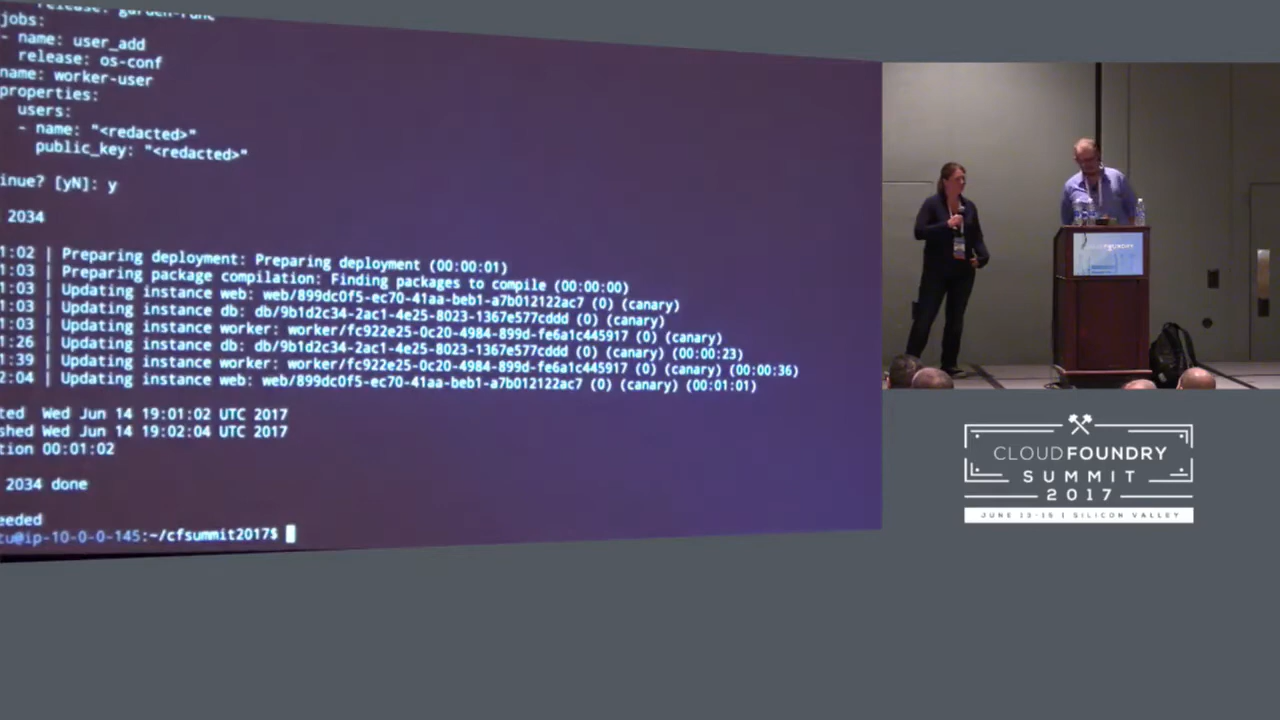 release: garden-runc
jobs:
- name: user_add
release: os-conf
name: worker-user
properties:
users:
- name: "<redacted>"
public_key: "<redacted>"
inue? [yN]: y
2034
1:02 | Preparing deployment: Preparing deployment (00:00:01)
1:03 | Preparing package compilation: Finding packages to compile (00:00:00)
1:03 | Updating instance web: web/899dc0f5-ec70-41aa-beb1-a7b012122ac7 (0) (canary)
1:03 | Updating instance db: db/9b1d2c34-2ac1-4e25-8023-1367e577cddd (0) (canary)
1:03 | Updating instance worker: worker/fc922e25-0c20-4984-899d-fe6a1c445917 (0) (canary)
1:26 | Updating instance db: db/9b1d2c34-2ac1-4e25-8023-1367e577cddd (0) (canary) (00:00:23)
1:39 | Updating instance worker: worker/fc922e25-0c20-4984-899d-fe6a1c445917 (0) (canary) (00:00:36)
2:04 | Updating instance web: web/899dc0f5-ec70-41aa-beb1-a7b012122ac7 (0) (canary) (00:01:01)
ted Wed Jun 14 19:01:02 UTC 2017
shed Wed Jun 14 19:02:04 UTC 2017
tion 00:01:02
2034 done
eeded
tu@ip-10-0-0-145:~/cfsummit2017$
CLOUD FOUNDRY
CLOUDFOUNDRY
SUMMIT
2017
JUNE 13-15 | SILICON VALLEY